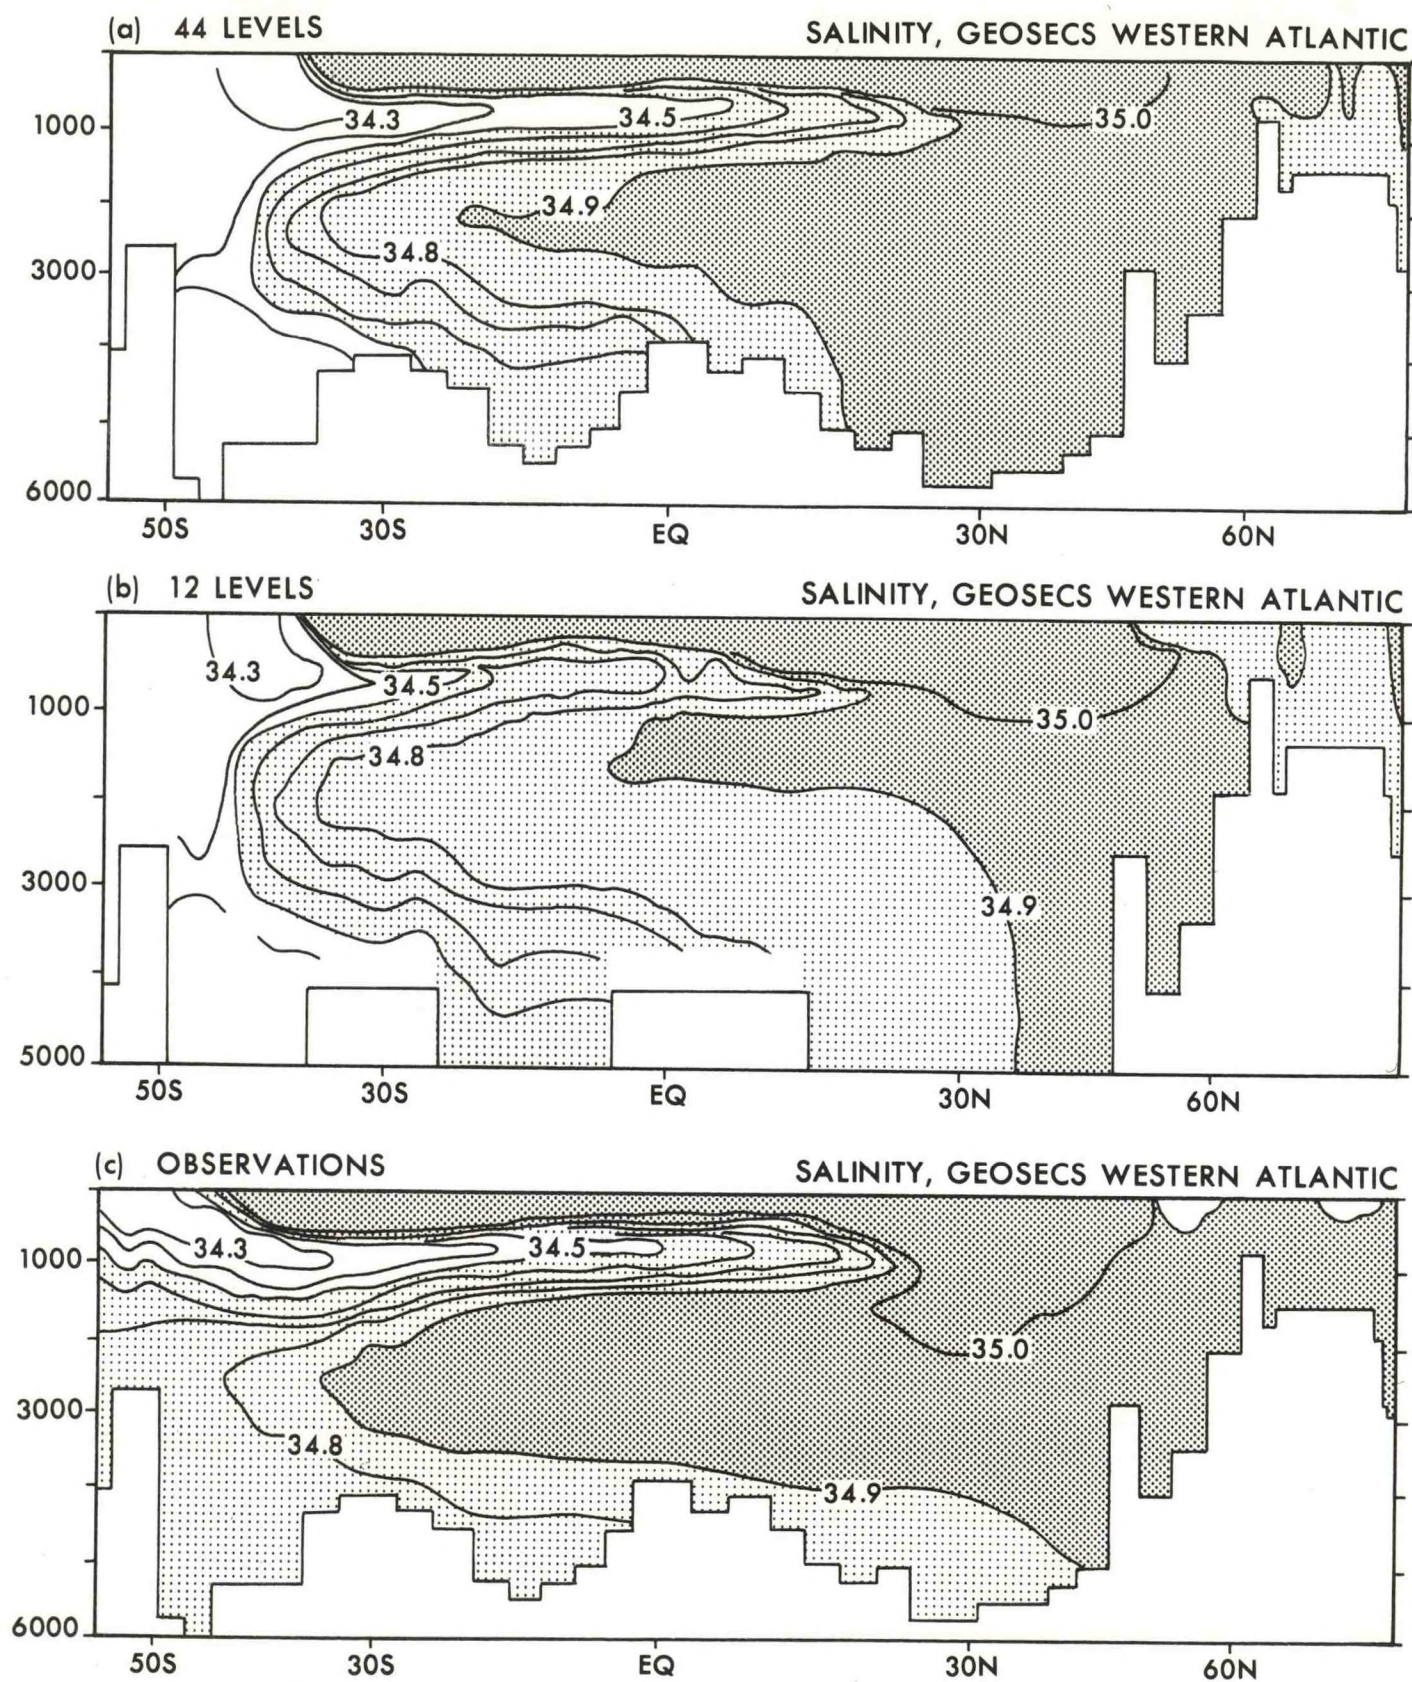 (a) 44 LEVELS SALINITY, GEOSECS WESTERN ATLANTIC
34.3 34.5 35.0
1000
34.9
34.8
3000
6000
50S 30S EQ 30N 60N
(b) 12 LEVELS SALINITY, GEOSECS WESTERN ATLANTIC
34.3
34.5
1000
35.0
34.8
3000
34.9
5000
50S 30S EQ 30N 60N
(c) OBSERVATIONS SALINITY, GEOSECS WESTERN ATLANTIC
34.3 34.5
1000
35.0
3000
34.8
34.9
6000
50S 30S EQ 30N 60N